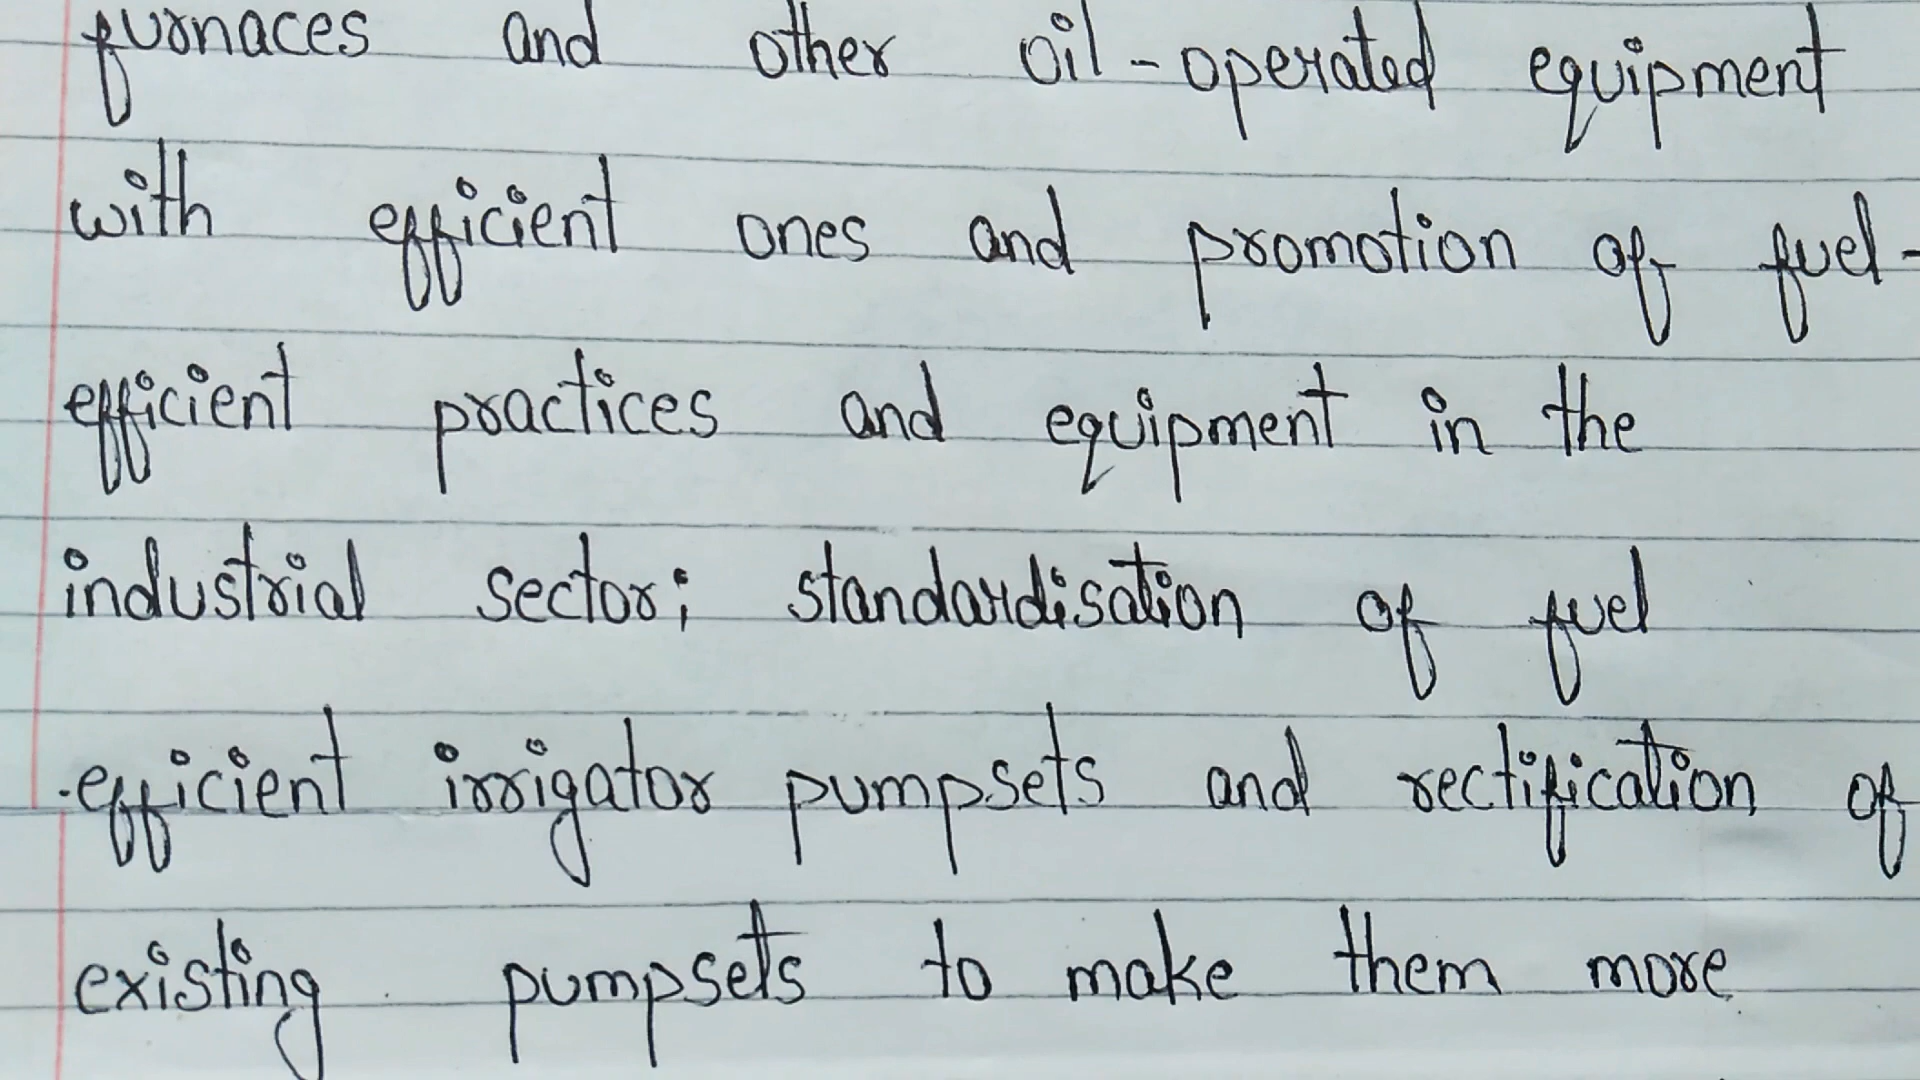 furnaces and other oil-operated equipment
with efficient ones and promotion of fuel-
efficient practices and equipment in the
industrial sector; standardisation of fuel
efficient irrigator pumpsets and rectification of
existing pumpsets to make them more